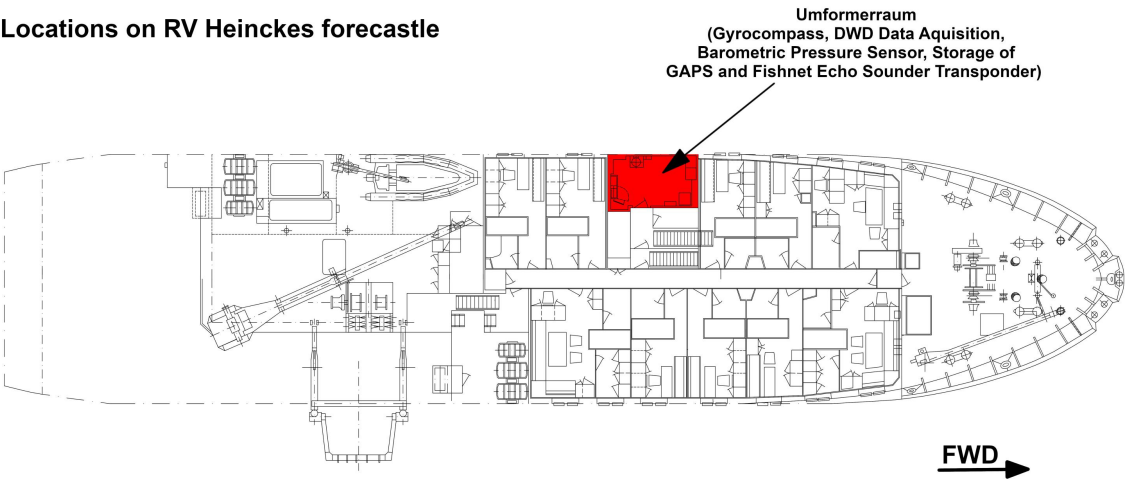 Locations on RV Heinckes forecastle
Umformerraum
(Gyrocompass, DWD Data Aquisition,
Barometric Pressure Sensor, Storage of
GAPS and Fishnet Echo Sounder Transponder)
FWD